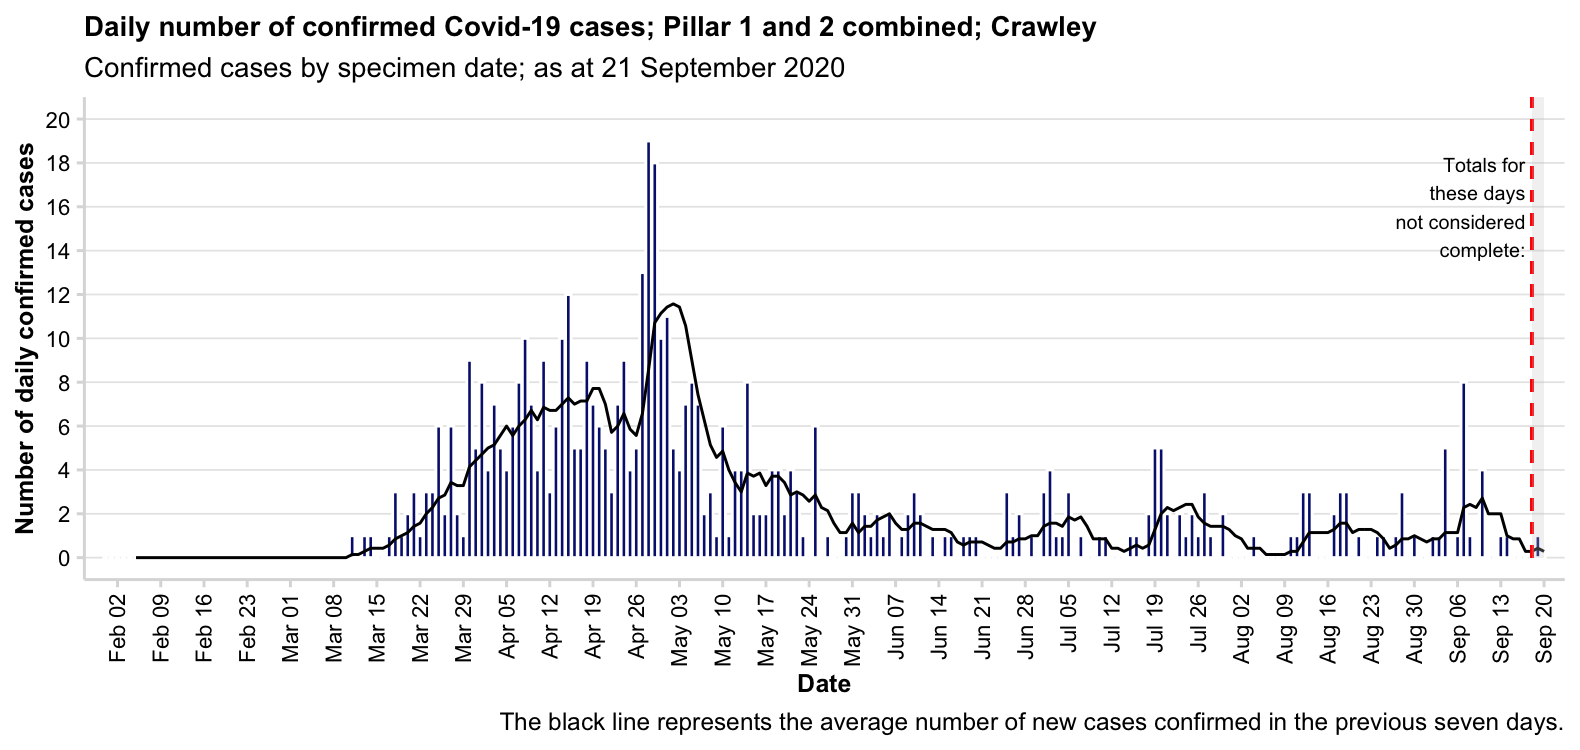 Daily number of confirmed Covid-19 cases; Pillar 1 and 2 combined; Crawley
Confirmed cases by specimen date; as at 21 September 2020
Number of daily confirmed cases
20
18
16
14
12
10
8
6
4
2
0
Totals for
these days
not considered
complete:
Feb 02
Feb 09
Feb 16
Feb 23
Mar 01
Mar 08
Mar 15
Mar 22
Mar 29
Apr 05
Apr 12
Apr 19
Apr 26
May 03
May 10
May 17
May 24
May 31
Jun 07
Jun 14
Jun 21
Jun 28
Jul 05
Jul 12
Jul 19
Jul 26
Aug 02
Aug 09
Aug 16
Aug 23
Aug 30
Sep 06
Sep 13
Sep 20
Date
The black line represents the average number of new cases confirmed in the previous seven days.